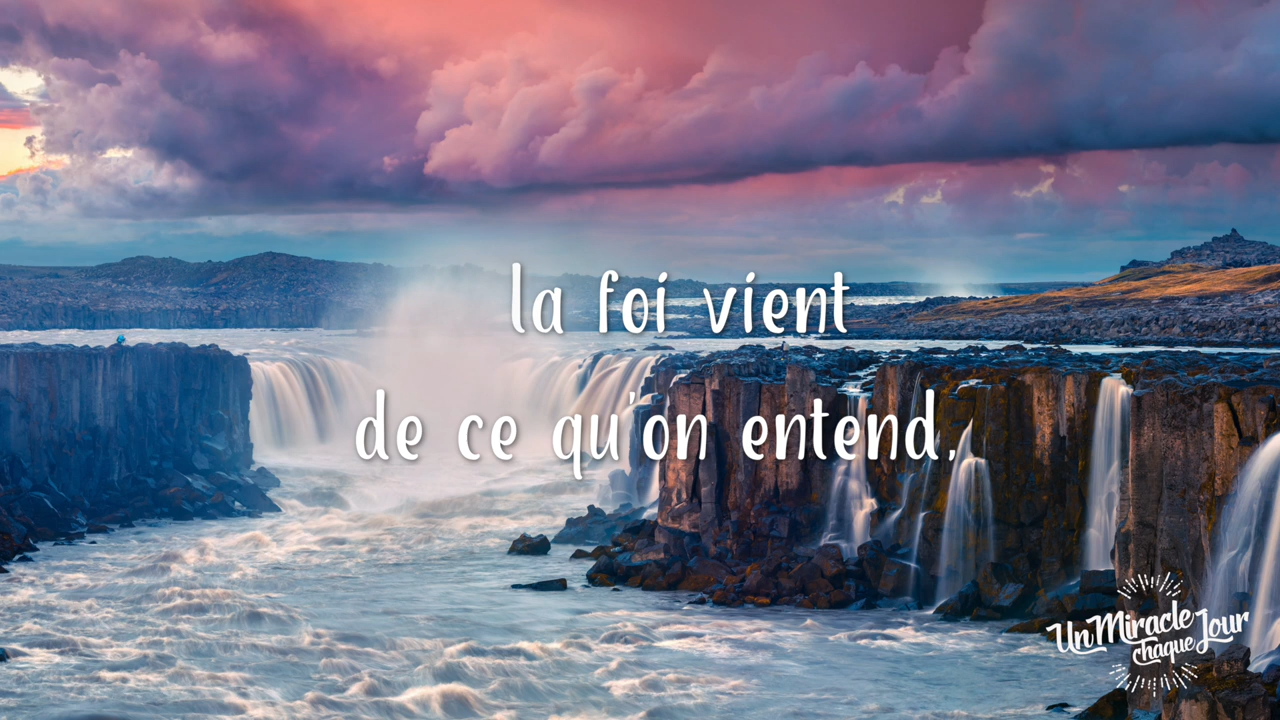 la foi vient
de ce qu'on entend,
Un Miracle
chaque Jour